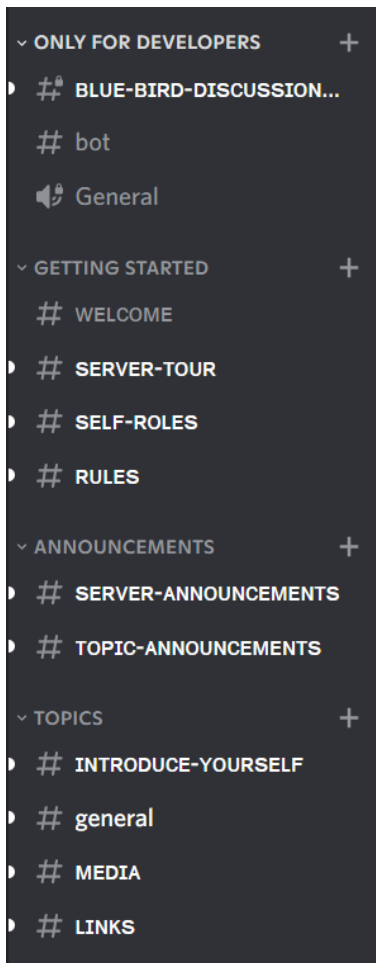 ONLY FOR DEVELOPERS
BLUE-BIRD-DISCUSSION...
bot
General
GETTING STARTED
WELCOME
SERVER-TOUR
SELF-ROLES
RULES
ANNOUNCEMENTS
SERVER-ANNOUNCEMENTS
TOPIC-ANNOUNCEMENTS
TOPICS
INTRODUCE-YOURSELF
general
MEDIA
LINKS